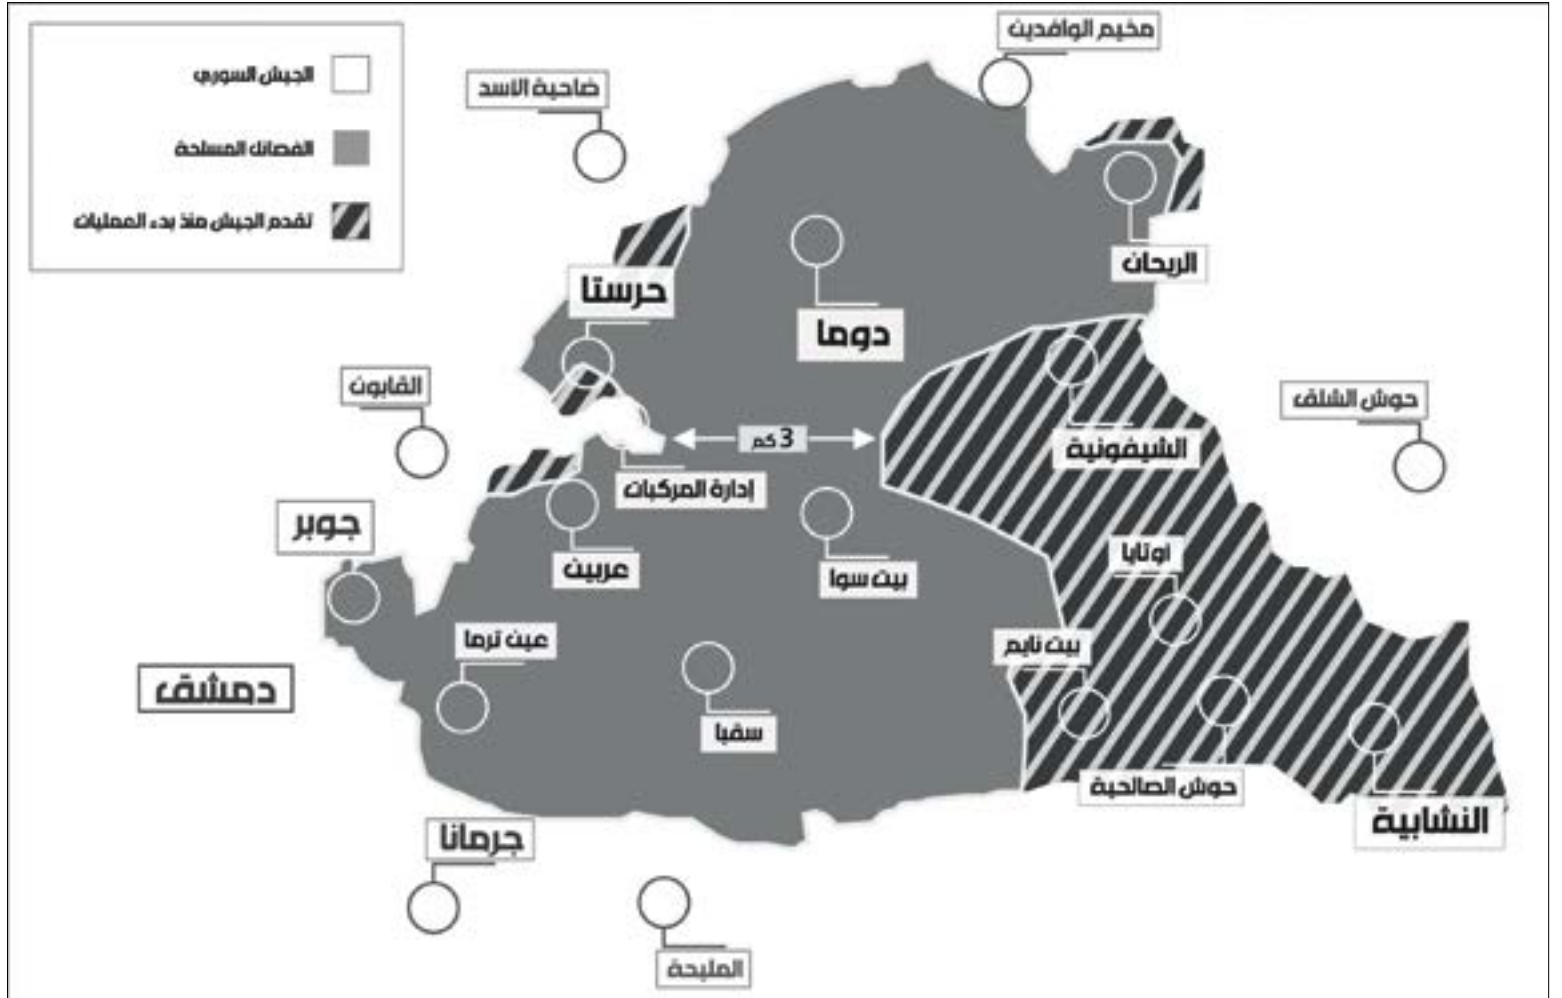 مخيم الوافدين
الجيش السوري
ضاحية الاسد
الفصائل المسلحة
تقدم الجيش منذ بدء العمليات
الريحان
حرستا
دوما
القابون
حوش الشلف
3 كم
الشيفونية
إدارة المركبات
جوبر
أوتايا
عربين
بيت سوا
عين ترما
بيت نايم
دمشق
سقبا
حوش الصالحية
النشابية
جرمانا
المليحة